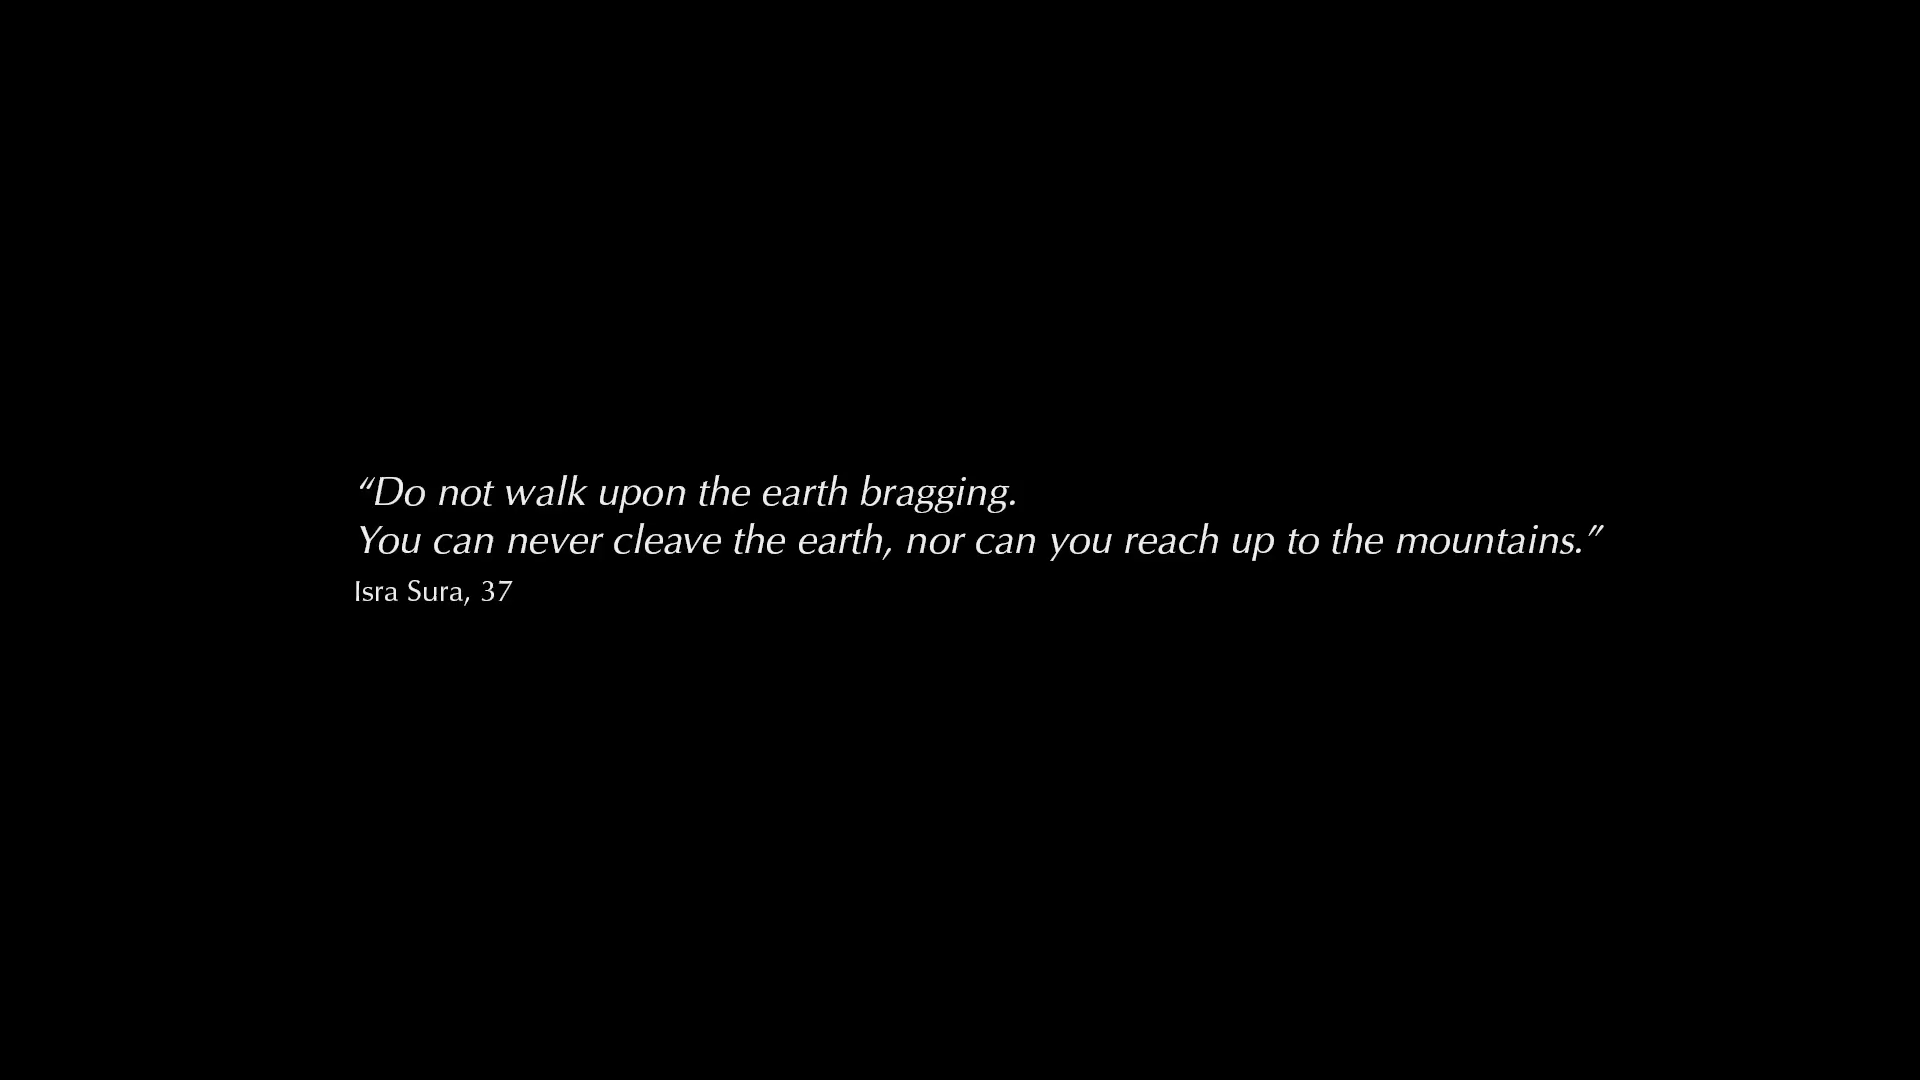 “Do not walk upon the earth bragging.
You can never cleave the earth, nor can you reach up to the mountains.”
Isra Sura, 37